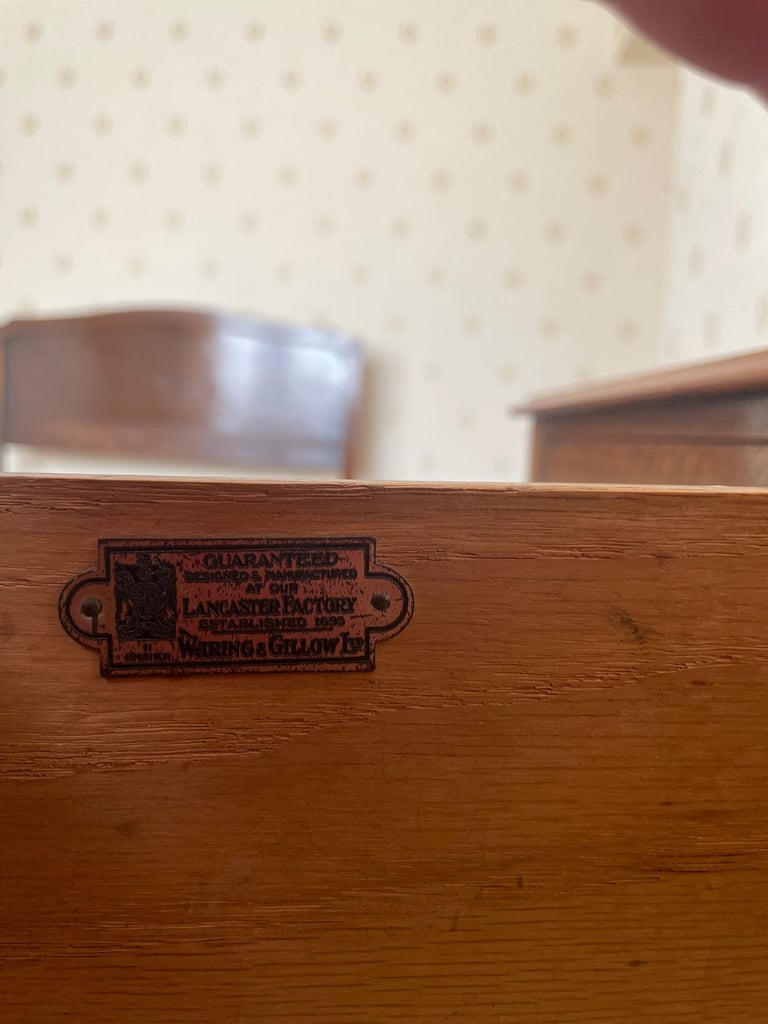 GUARANTEED
DESIGNED & MANUFACTURED
AT OUR
LANCASTER FACTORY
ESTABLISHED 1695
WARING & GILLOW LTD